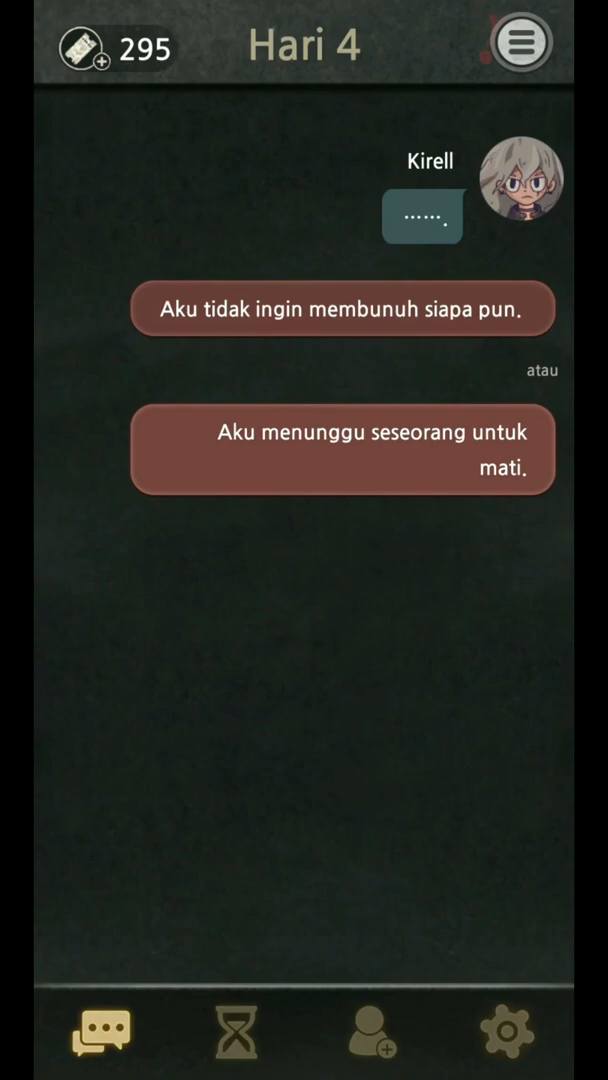 295
Hari 4
Kirell
.......
Aku tidak ingin membunuh siapa pun.
atau
Aku menunggu seseorang untuk
mati.